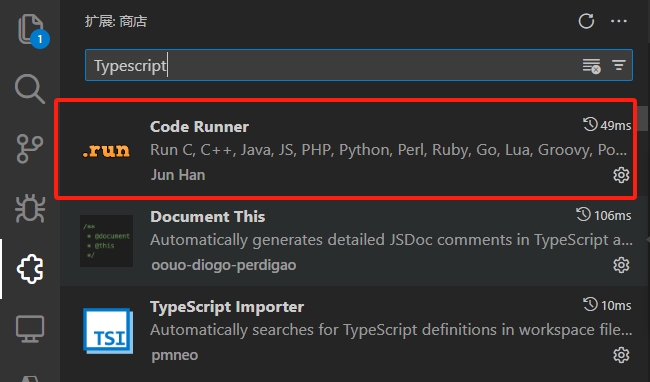 扩展: 商店
1
Typescript
Code Runner 49ms
.run
Run C, C++, Java, JS, PHP, Python, Perl, Ruby, Go, Lua, Groovy, Po...
Jun Han
Document This 106ms
/**
* @document
* @this
*/
Automatically generates detailed JSDoc comments in TypeScript a...
oouo-diogo-perdigao
TypeScript Importer 10ms
TSI
Automatically searches for TypeScript definitions in workspace file...
pmneo